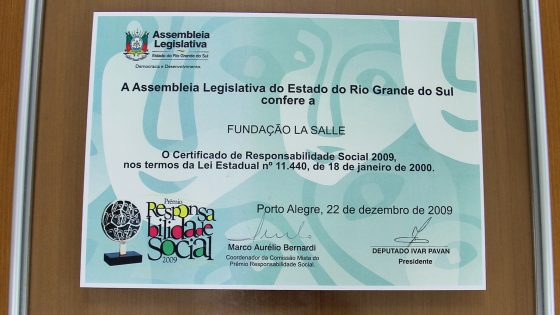 Assembleia
Legislativa
Estado do Rio Grande do Sul
Democracia e Desenvolvimento.
A Assembleia Legislativa do Estado do Rio Grande do Sul
confere a
FUNDAÇÃO LA SALLE
O Certificado de Responsabilidade Social 2009,
nos termos da Lei Estadual nº 11.440, de 18 de janeiro de 2000.
Prêmio
Responsa
bilidade
Social
2009
Porto Alegre, 22 de dezembro de 2009
Marco Aurélio Bernardi
Coordenador da Comissão Mista do
Prêmio Responsabilidade Social.
DEPUTADO IVAR PAVAN
Presidente